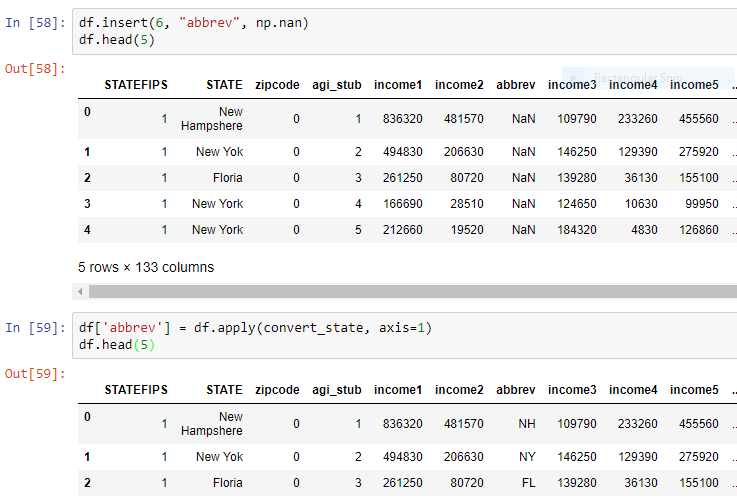 In [58]: df.insert(6, "abbrev", np.nan)
df.head(5)
Out[58]:
STATEFIPS STATE zipcode agi_stub income1 income2 abbrev income3 income4 income5 ..
0 1 New Hampshere 0 1 836320 481570 NaN 109790 233260 455560 ..
1 1 New Yok 0 2 494830 206630 NaN 146250 129390 275920 ..
2 1 Floria 0 3 261250 80720 NaN 139280 36130 155100 ..
3 1 New York 0 4 166690 28510 NaN 124650 10630 99950 ..
4 1 New York 0 5 212660 19520 NaN 184320 4830 126860 ..
5 rows × 133 columns
In [59]: df['abbrev'] = df.apply(convert_state, axis=1)
df.head(5)
Out[59]:
STATEFIPS STATE zipcode agi_stub income1 income2 abbrev income3 income4 income5 ..
0 1 New Hampshere 0 1 836320 481570 NH 109790 233260 455560 ..
1 1 New Yok 0 2 494830 206630 NY 146250 129390 275920 ..
2 1 Floria 0 3 261250 80720 FL 139280 36130 155100 ..